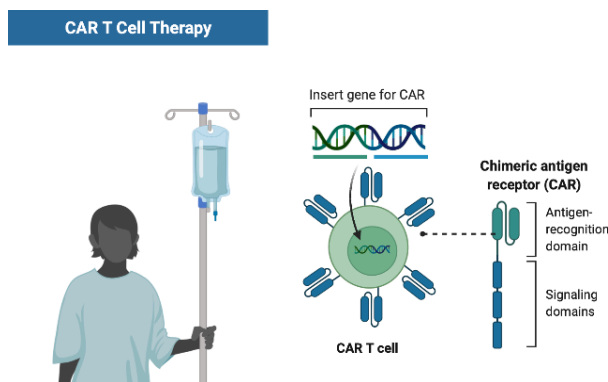 CAR T Cell Therapy
Insert gene for CAR
Chimeric antigen
receptor (CAR)
Antigen-
recognition
domain
Signaling
domains
CAR T cell